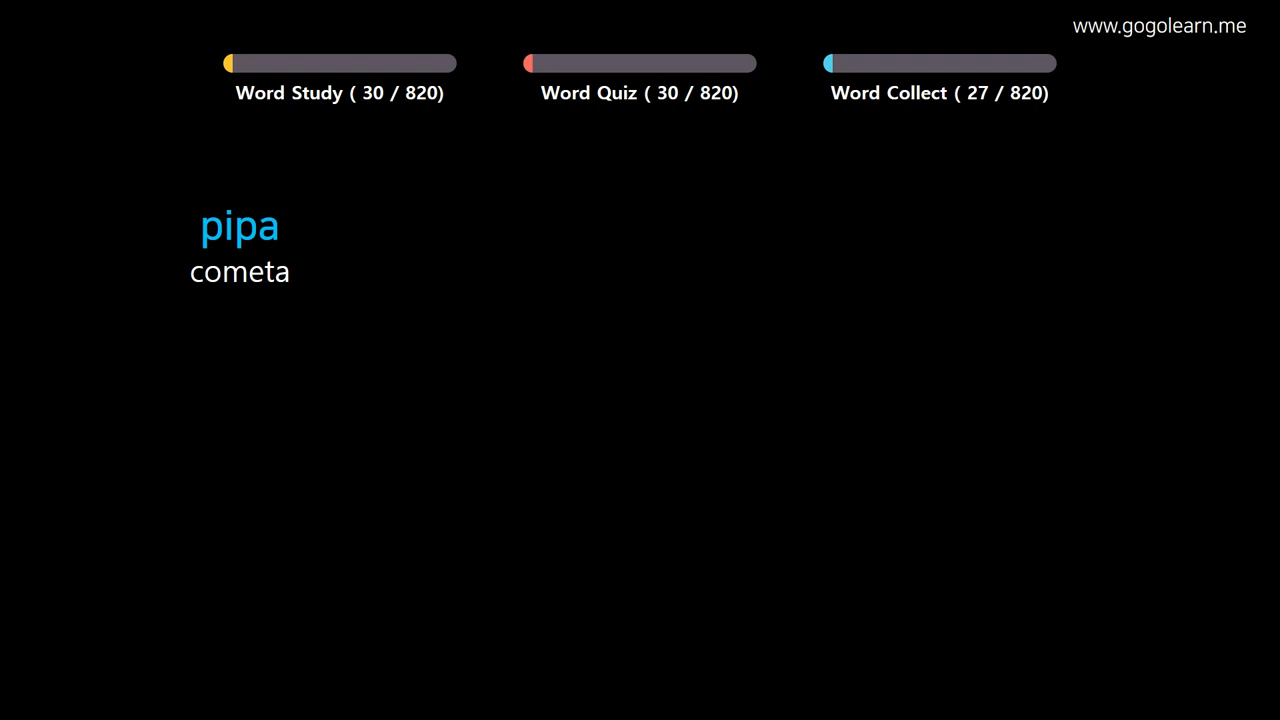 www.gogolearn.me
Word Study ( 30 / 820)
Word Quiz ( 30 / 820)
Word Collect ( 27 / 820)
pipa
cometa